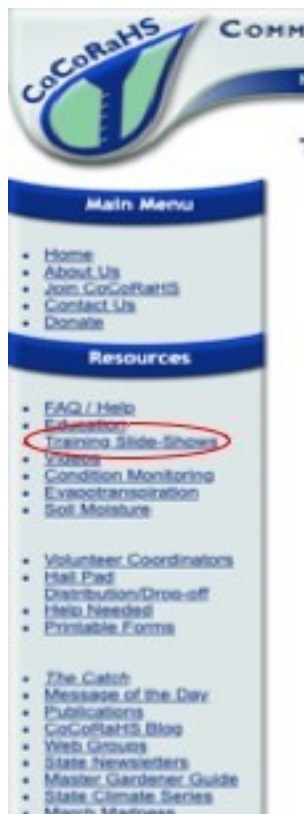 CoCoRaHS
COMM
Main Menu
Home
About Us
Join CoCoRaHS
Contact Us
Donate
Resources
FAQ / Help
Education
Training Slide-Shows
Videos
Condition Monitoring
Evapotranspiration
Soil Moisture
Volunteer Coordinators
Hail Pad
Distribution/Drop-off
Help Needed
Printable Forms
The Catch
Message of the Day
Publications
CoCoRaHS Blog
Web Groups
State Newsletters
Master Gardener Guide
State Climate Series
March Madness